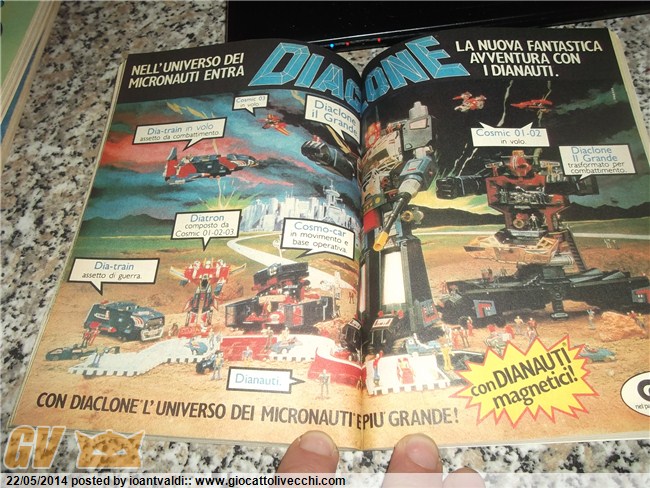 NELL'UNIVERSO DEI
MICRONAUTI ENTRA
DIACLONE
LA NUOVA FANTASTICA
AVVENTURA CON
I DIANAUTI.
Cosmic 03
in volo.
Diaclone
il Grande
Dia-train in volo
assetto da combattimento
Cosmic 01-02
in volo.
Diaclone
Il Grande
trasformato per
combattimento.
Diatron
composto da
Cosmic 01-02-03
Cosmo-car
in movimento e
base operativa.
Dia-train
assetto di guerra.
Dianauti.
con DIANAUTI
magnetici!
CON DIACLONE L'UNIVERSO DEI MICRONAUTI E' PIU' GRANDE!
GV
22/05/2014 posted by ioantvaldi:: www.giocattolivecchi.com